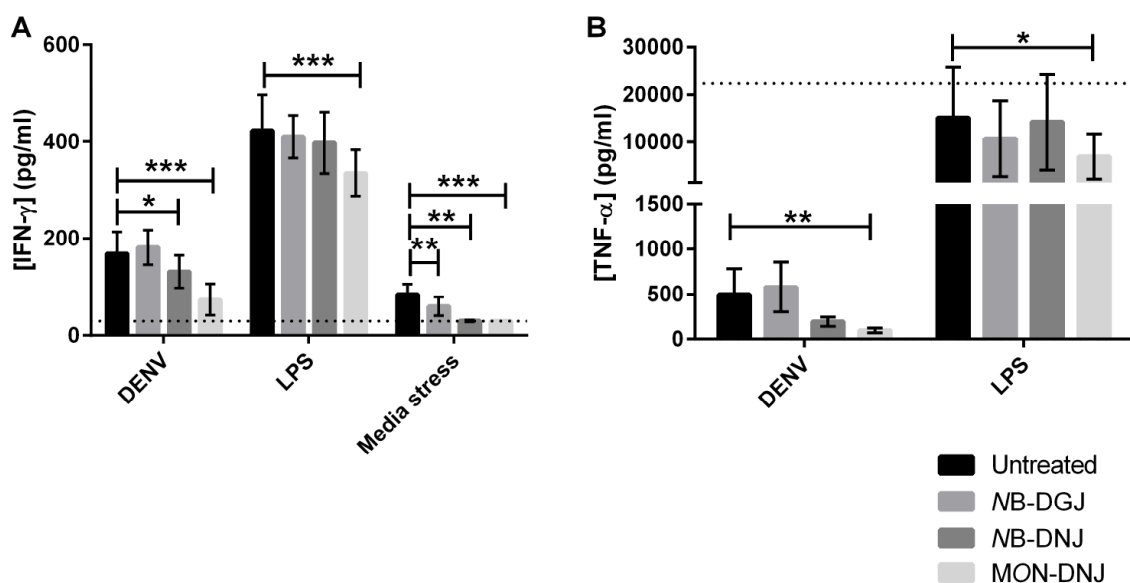 A
[IFN-γ] (pg/ml)
600
400
200
0
***
*
***
***
**
**
DENV
LPS
Media stress
B
[TNF-α] (pg/ml)
30000
20000
10000
1500
1000
500
0
**
*
DENV
LPS
Untreated
NB-DGJ
NB-DNJ
MON-DNJ